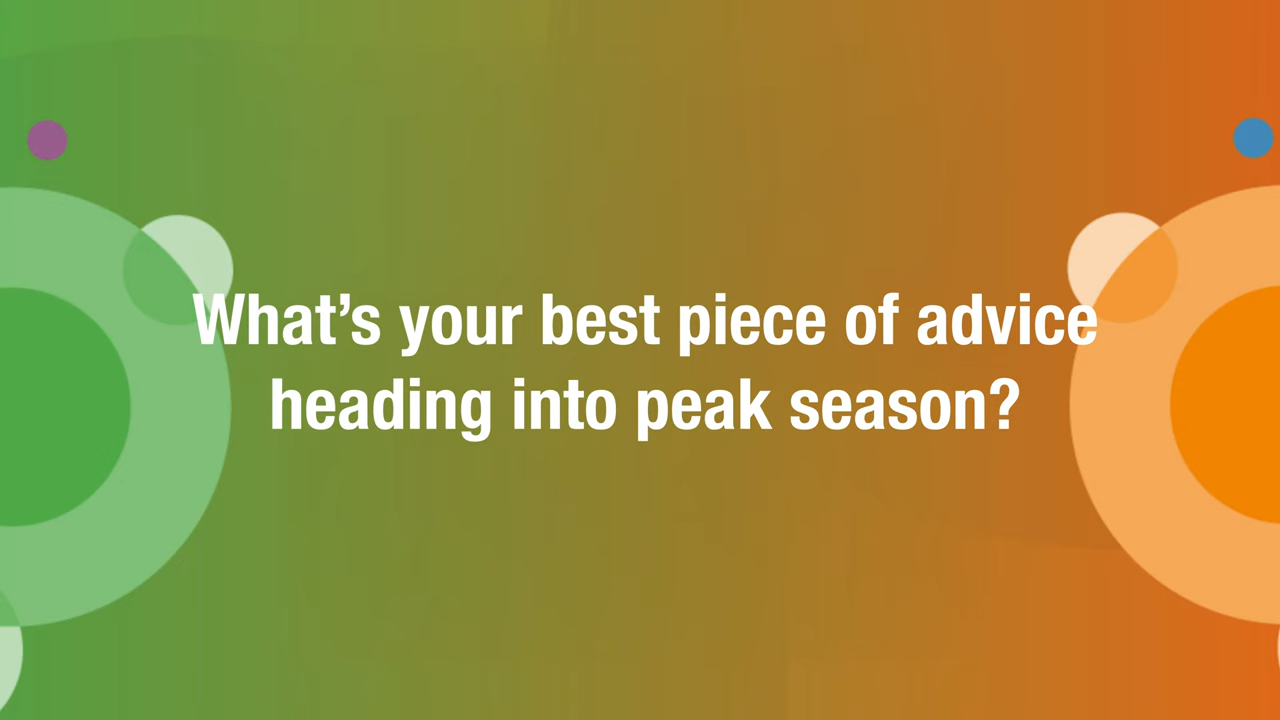 What’s your best piece of advice
heading into peak season?